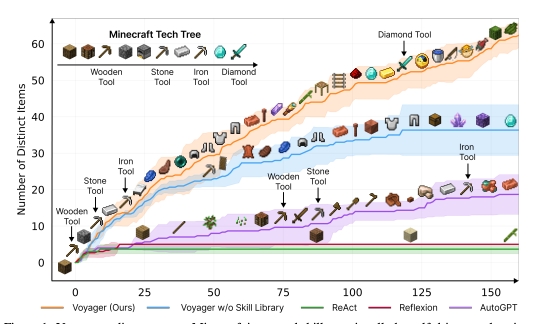 Minecraft Tech Tree
Wooden Tool
Stone Tool
Iron Tool
Diamond Tool
Diamond Tool
Iron Tool
Stone Tool
Wooden Tool
Wooden Tool
Stone Tool
Iron Tool
Number of Distinct Items
60
50
40
30
20
10
0
0 25 50 75 100 125 150
Voyager (Ours) Voyager w/o Skill Library ReAct Reflexion AutoGPT